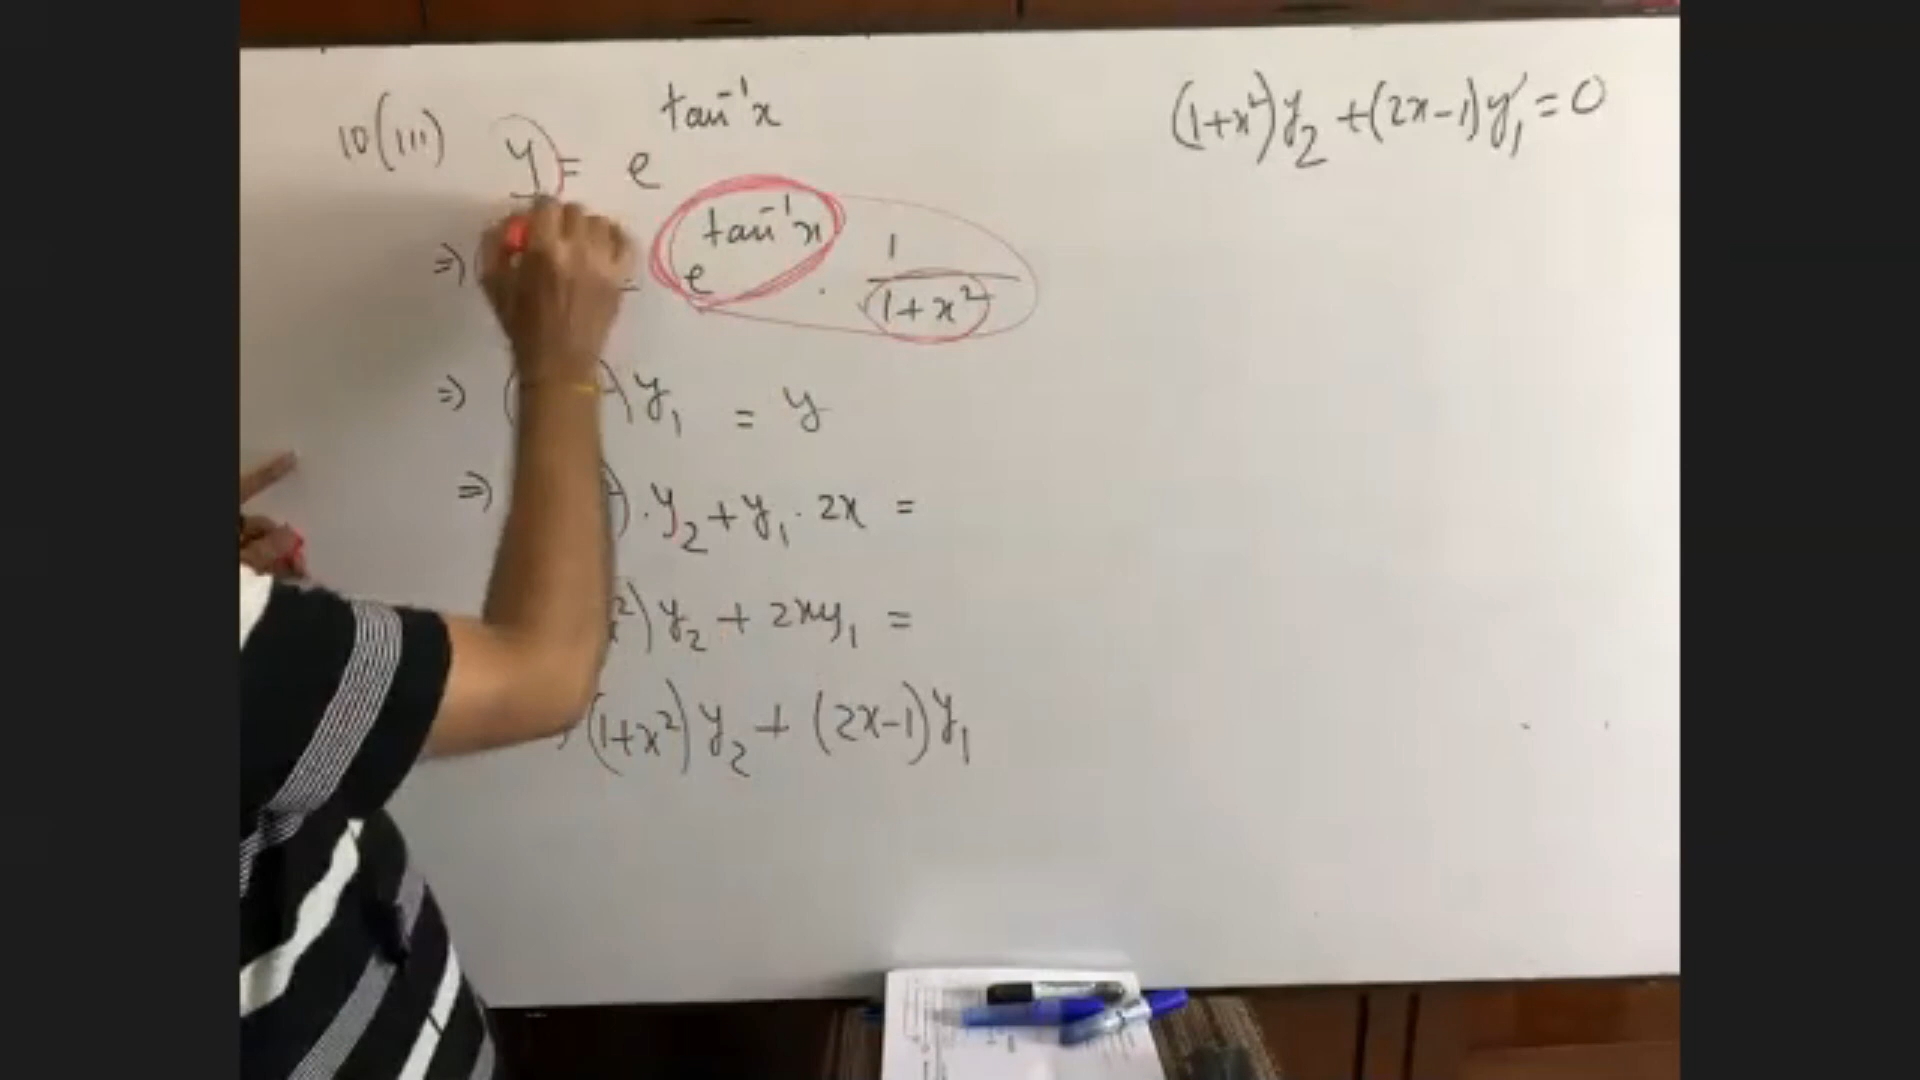 10(iii) y = e^{tan⁻¹x}
⇒) = e^{tan⁻¹x} · 1/(1+x²)
⇒) y₁ = y
⇒) ) · y₂ + y₁ · 2x =
x²) y₂ + 2xy₁ =
(1+x²) y₂ + (2x-1) y₁
(1+x²) y₂ + (2x-1) y₁' = 0